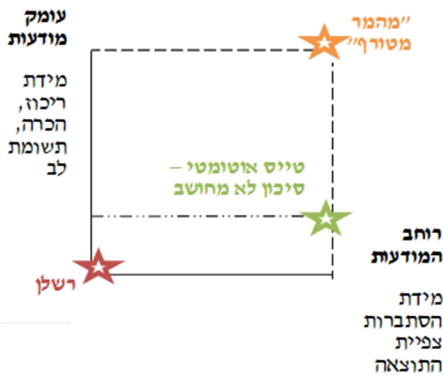 עומק
מודעות
מידת
ריכוז,
הכרה,
תשומת
לב
"מהמר
מטורף"
טייס אוטומטי –
סיכון לא מחושב
רשלן
רוחב
המודעות
מידת
הסתברות
צפיית
התוצאה